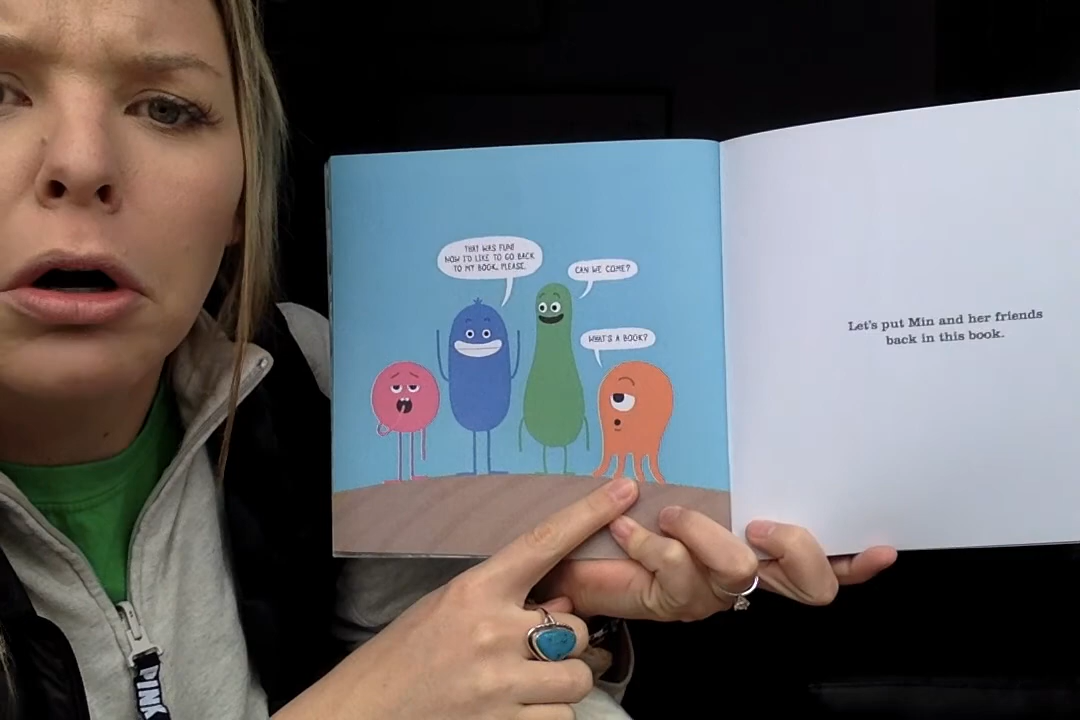 THAT WAS FUN!
NOW I'D LIKE TO GO BACK
TO MY BOOK, PLEASE.
CAN WE COME?
WHAT'S A BOOK?
Let's put Min and her friends
back in this book.
PINK